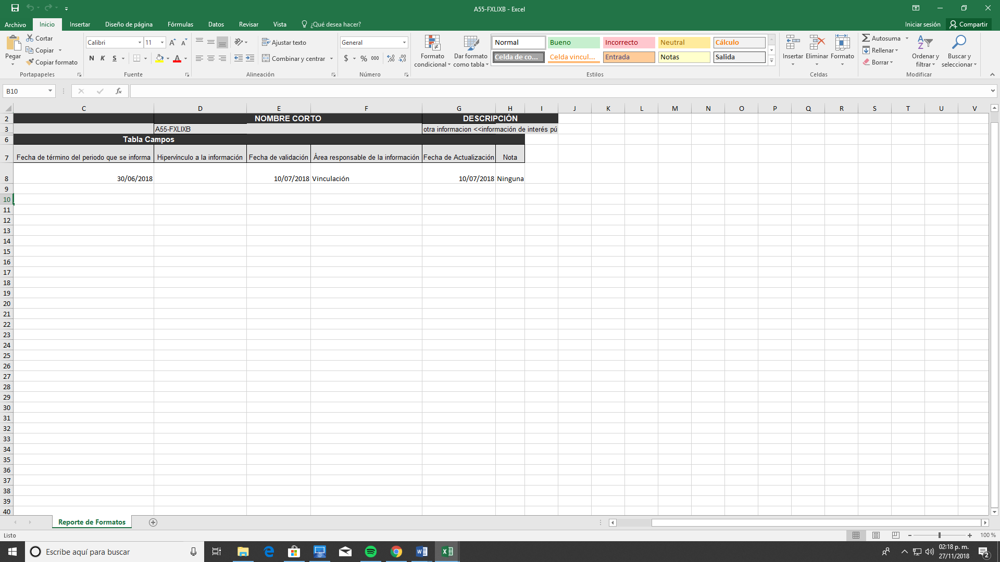 A55-FXLIXB - Excel
Archivo Inicio Insertar Diseño de página Fórmulas Datos Revisar Vista ¿Qué desea hacer? Iniciar sesión Compartir
Pegar
Cortar
Copiar
Copiar formato
Portapapeles
Calibri 11
N K S
Fuente
Ajustar texto
Combinar y centrar
Alineación
General
$ % 000
Número
Formato condicional
Dar formato como tabla
Normal Bueno Incorrecto Neutral Cálculo
Celda de co... Celda vincul... Entrada Notas Salida
Estilos
Insertar Eliminar Formato
Celdas
Autosuma
Rellenar
Borrar
Ordenar y filtrar
Buscar y seleccionar
Modificar
B10 fx
C D E F G H I J K L M N O P Q R S T U V
2 NOMBRE CORTO DESCRIPCIÓN
3 A55-FXLIXB otra informacion <<información de interés pú
6 Tabla Campos
7 Fecha de término del periodo que se informa Hipervínculo a la información Fecha de validación Área responsable de la información Fecha de Actualización Nota
8 30/06/2018 10/07/2018 Vinculación 10/07/2018 Ninguna
9
10
11
12
13
14
15
16
17
18
19
20
21
22
23
24
25
26
27
28
29
30
31
32
33
34
35
36
37
38
39
40
Reporte de Formatos
Listo 100 %
Escribe aquí para buscar
02:18 p. m.
27/11/2018
2